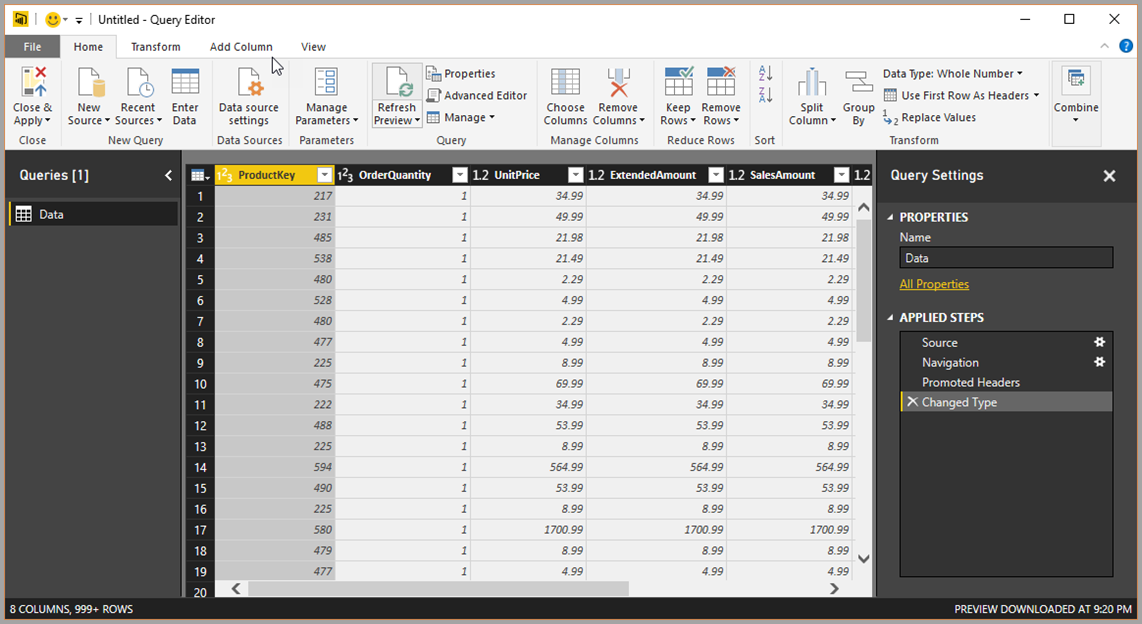 Untitled - Query Editor
File Home Transform Add Column View
Close & Apply
New Source
Recent Sources
Enter Data
Data source settings
Manage Parameters
Refresh Preview
Properties
Advanced Editor
Manage
Choose Columns
Remove Columns
Keep Rows
Remove Rows
Split Column
Group By
Data Type: Whole Number
Use First Row As Headers
Replace Values
Combine
Close New Query Data Sources Parameters Query Manage Columns Reduce Rows Sort Transform
Queries [1]
Data
ProductKey OrderQuantity 1.2 UnitPrice 1.2 ExtendedAmount 1.2 SalesAmount 1.2
1 217 1 34.99 34.99 34.99
2 231 1 49.99 49.99 49.99
3 485 1 21.98 21.98 21.98
4 538 1 21.49 21.49 21.49
5 480 1 2.29 2.29 2.29
6 528 1 4.99 4.99 4.99
7 480 1 2.29 2.29 2.29
8 477 1 4.99 4.99 4.99
9 225 1 8.99 8.99 8.99
10 475 1 69.99 69.99 69.99
11 222 1 34.99 34.99 34.99
12 488 1 53.99 53.99 53.99
13 225 1 8.99 8.99 8.99
14 594 1 564.99 564.99 564.99
15 490 1 53.99 53.99 53.99
16 225 1 8.99 8.99 8.99
17 580 1 1700.99 1700.99 1700.99
18 479 1 8.99 8.99 8.99
19 477 1 4.99 4.99 4.99
20
Query Settings
PROPERTIES
Name
Data
All Properties
APPLIED STEPS
Source
Navigation
Promoted Headers
Changed Type
8 COLUMNS, 999+ ROWS
PREVIEW DOWNLOADED AT 9:20 PM